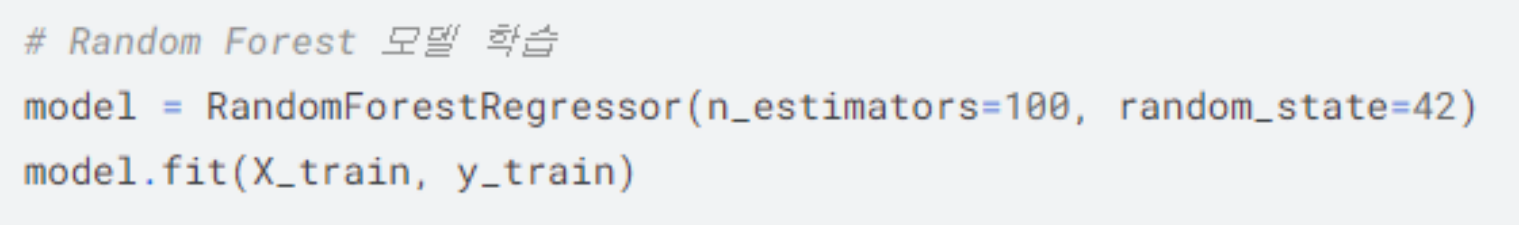 # Random Forest 모델 학습
model = RandomForestRegressor(n_estimators=100, random_state=42)
model.fit(X_train, y_train)